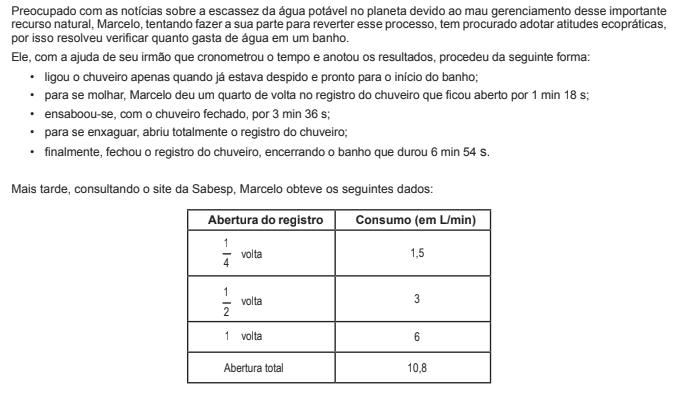 Preocupado com as notícias sobre a escassez da água potável no planeta devido ao mau gerenciamento desse importante
recurso natural, Marcelo, tentando fazer a sua parte para reverter esse processo, tem procurado adotar atitudes ecopráticas,
por isso resolveu verificar quanto gasta de água em um banho.
Ele, com a ajuda de seu irmão que cronometrou o tempo e anotou os resultados, procedeu da seguinte forma:
• ligou o chuveiro apenas quando já estava despido e pronto para o início do banho;
• para se molhar, Marcelo deu um quarto de volta no registro do chuveiro que ficou aberto por 1 min 18 s;
• ensaboou-se, com o chuveiro fechado, por 3 min 36 s;
• para se enxaguar, abriu totalmente o registro do chuveiro;
• finalmente, fechou o registro do chuveiro, encerrando o banho que durou 6 min 54 s.
Mais tarde, consultando o site da Sabesp, Marcelo obteve os seguintes dados:
Abertura do registro Consumo (em L/min)
1/4 volta 1,5
1/2 volta 3
1 volta 6
Abertura total 10,8